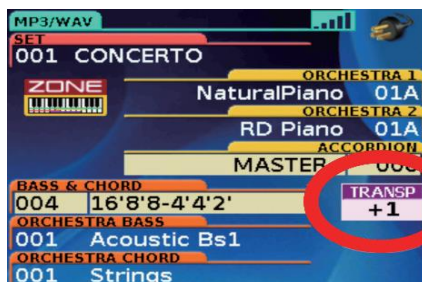 MP3/WAV
SET
001 CONCERTO
ZONE
ORCHESTRA 1
NaturalPiano 01A
ORCHESTRA 2
RD Piano 01A
ACCORDION
MASTER
BASS & CHORD
004 16'8'8-4'4'2'
TRANSP
+1
ORCHESTRA BASS
001 Acoustic Bs1
ORCHESTRA CHORD
001 Strings